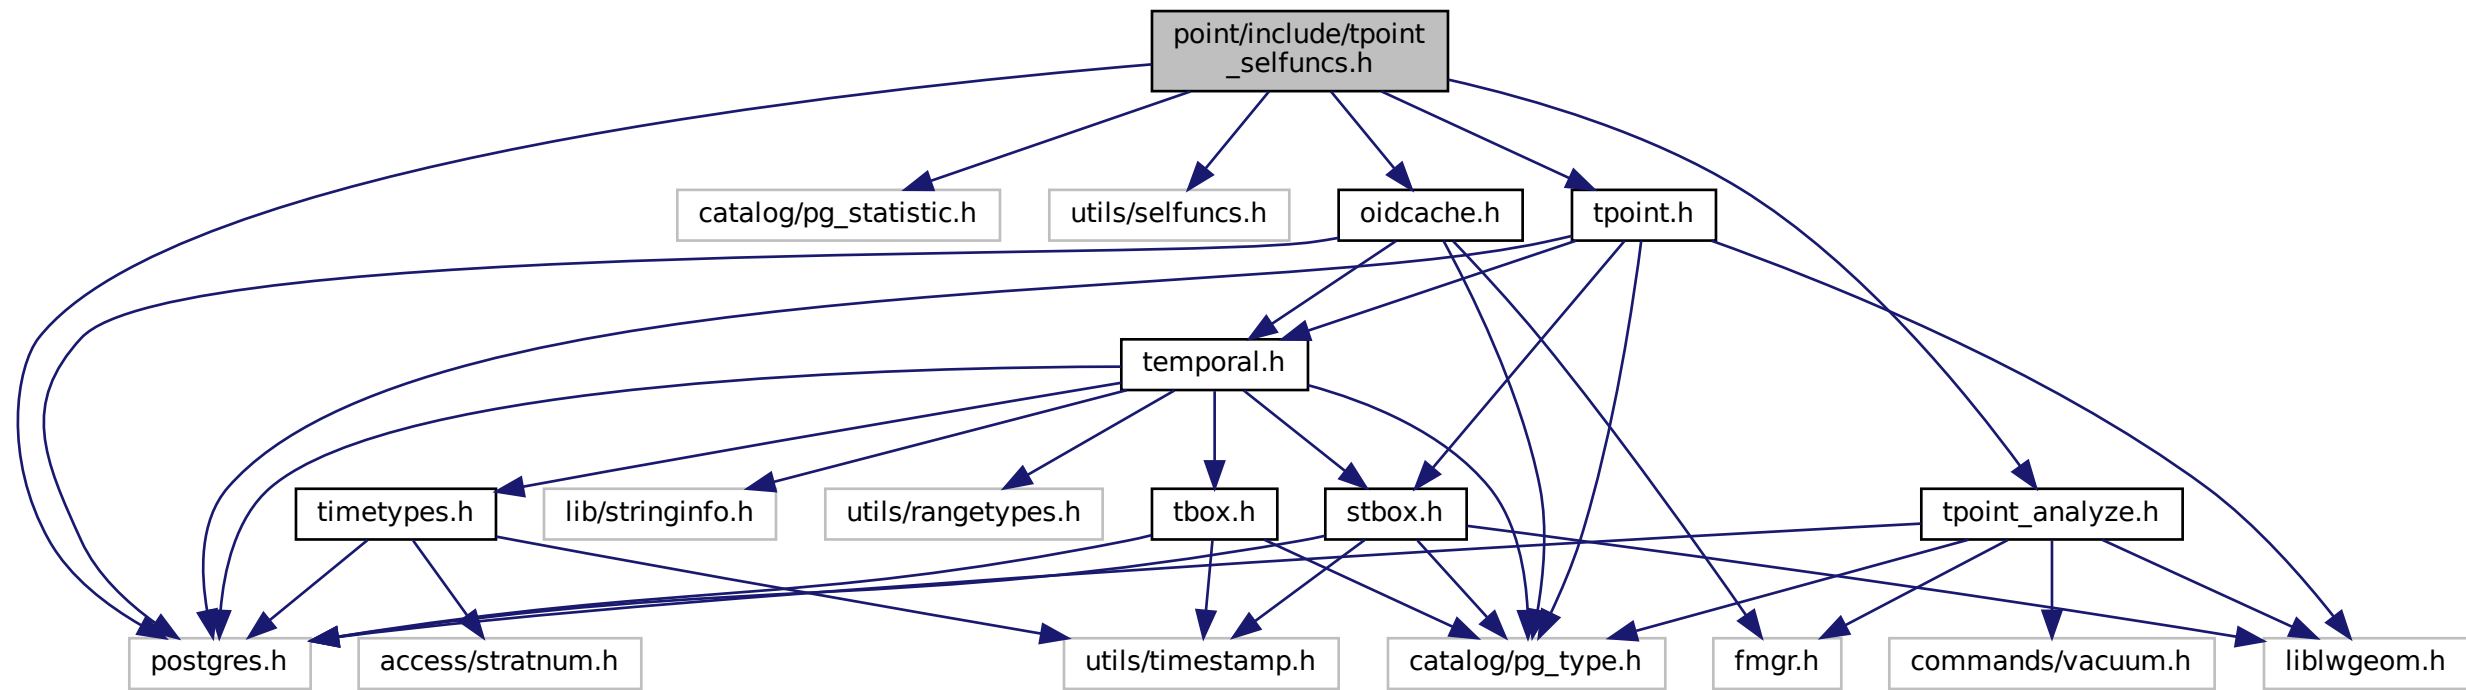 point/include/tpoint
_selfuncs.h
catalog/pg_statistic.h
utils/selfuncs.h
oidcache.h
tpoint.h
temporal.h
timetypes.h
lib/stringinfo.h
utils/rangetypes.h
tbox.h
stbox.h
tpoint_analyze.h
postgres.h
access/stratnum.h
utils/timestamp.h
catalog/pg_type.h
fmgr.h
commands/vacuum.h
liblwgeom.h